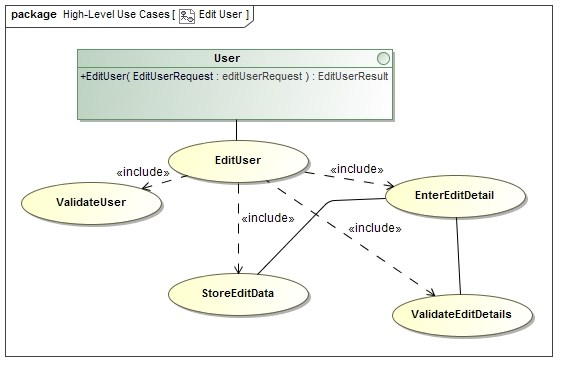 package High-Level Use Cases [ Edit User ]
User
+EditUser( EditUserRequest : editUserRequest ) : EditUserResult
EditUser
«include»
«include»
ValidateUser
EnterEditDetail
«include»
«include»
StoreEditData
ValidateEditDetails